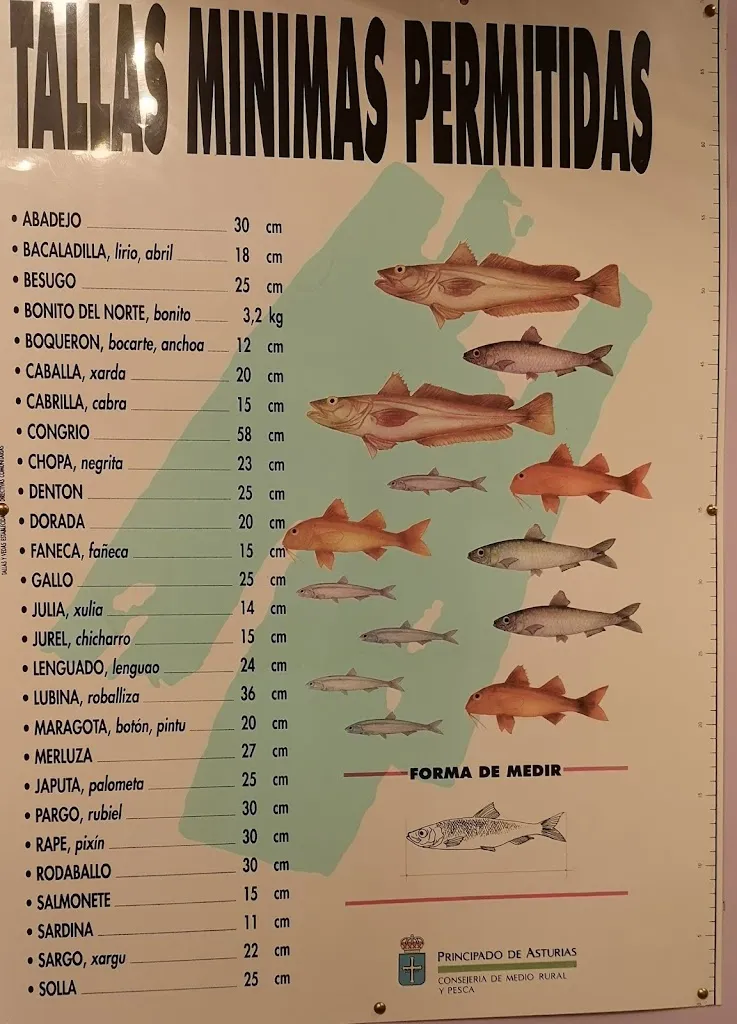 TALLAS MINIMAS PERMITIDAS
• ABADEJO 30 cm
• BACALADILLA, lirio, abril 18 cm
• BESUGO 25 cm
• BONITO DEL NORTE, bonito 3,2 kg
• BOQUERON, bocarte, anchoa 12 cm
• CABALLA, xarda 20 cm
• CABRILLA, cabra 15 cm
• CONGRIO 58 cm
• CHOPA, negrita 23 cm
• DENTON 25 cm
• DORADA 20 cm
• FANECA, fañeca 15 cm
• GALLO 25 cm
• JULIA, xulia 14 cm
• JUREL, chicharro 15 cm
• LENGUADO, lenguao 24 cm
• LUBINA, roballiza 36 cm
• MARAGOTA, botón, pintu 20 cm
• MERLUZA 27 cm
• JAPUTA, palometa 25 cm
• PARGO, rubiel 30 cm
• RAPE, pixín 30 cm
• RODABALLO 30 cm
• SALMONETE 15 cm
• SARDINA 11 cm
• SARGO, xargu 22 cm
• SOLLA 25 cm
FORMA DE MEDIR
PRINCIPADO DE ASTURIAS
CONSEJERIA DE MEDIO RURAL
Y PESCA